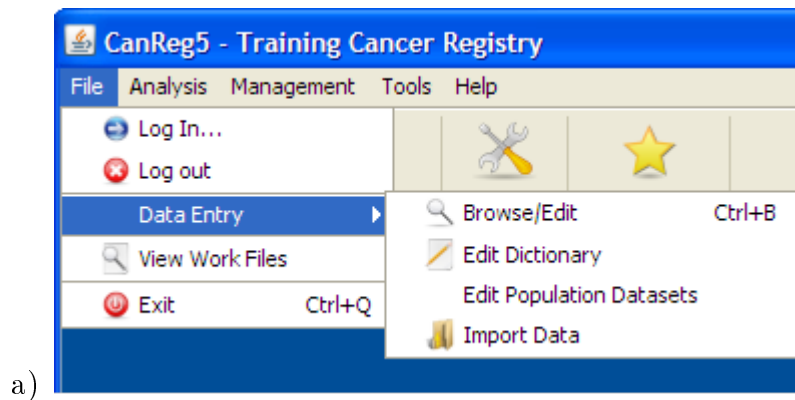 CanReg5 - Training Cancer Registry
File Analysis Management Tools Help
Log In...
Log out
Data Entry
Browse/Edit Ctrl+B
View Work Files
Edit Dictionary
Exit Ctrl+Q
Edit Population Datasets
Import Data
a)